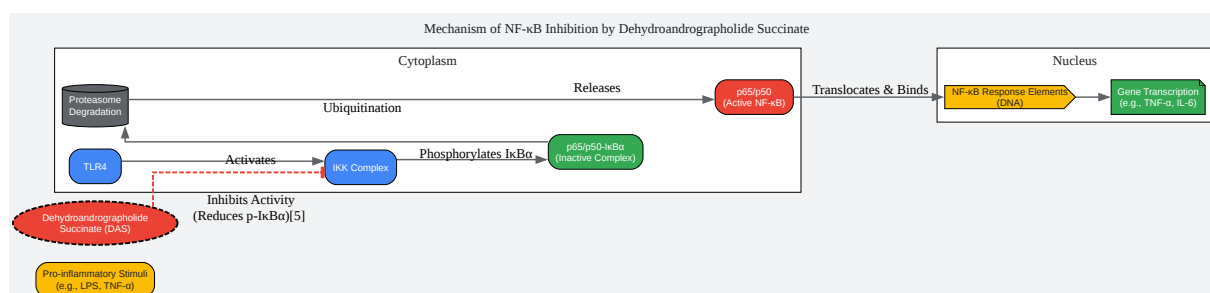 Mechanism of NF-κB Inhibition by Dehydroandrographolide Succinate
Cytoplasm
Nucleus
Proteasome
Degradation
Releases
Ubiquitination
p65/p50
(Active NF-κB)
Translocates & Binds
NF-κB Response Elements
(DNA)
Gene Transcription
(e.g., TNF-α, IL-6)
TLR4
Activates
IKK Complex
Phosphorylates IκBα
p65/p50-IκBα
(Inactive Complex)
Inhibits Activity
(Reduces p-IκBα)[5]
Dehydroandrographolide
Succinate (DAS)
Pro-inflammatory Stimuli
(e.g., LPS, TNF-α)